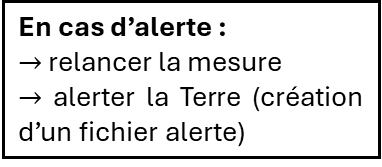 En cas d’alerte :
→ relancer la mesure
→ alerter la Terre (création
d’un fichier alerte)